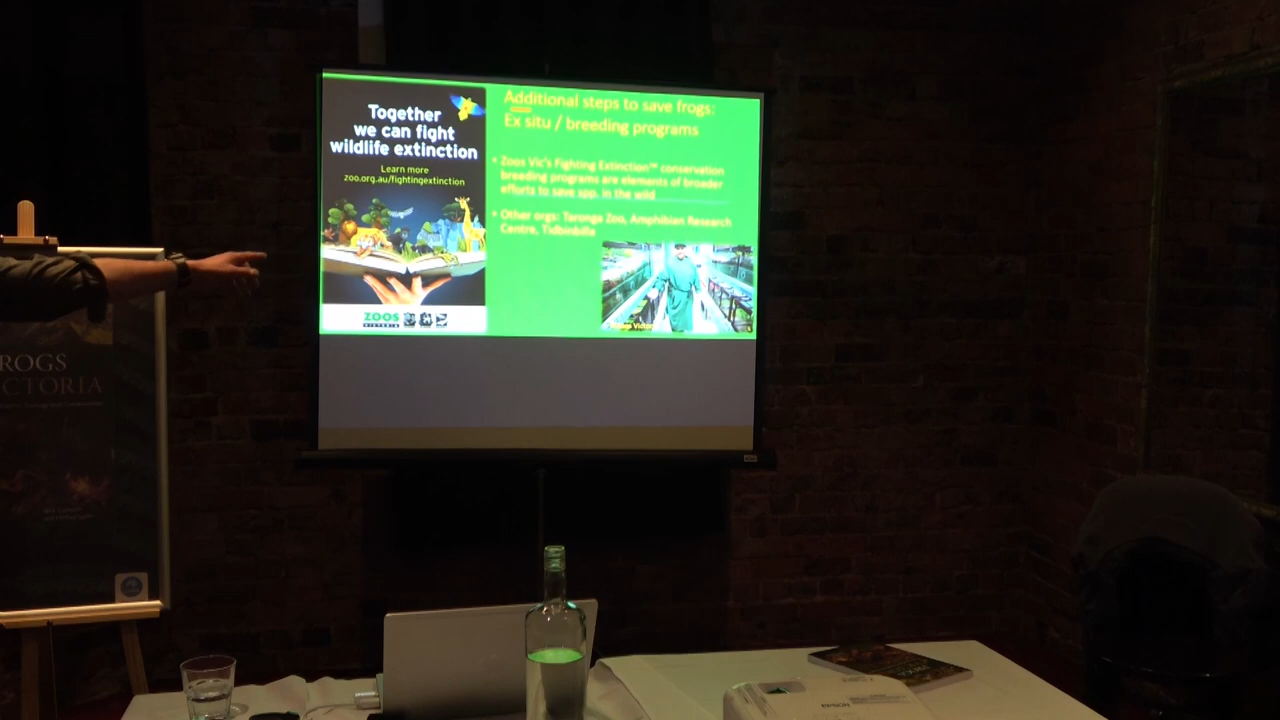 Together
we can fight
wildlife extinction
Learn more
zoo.org.au/fightingextinction
ZOOS
VICTORIA
Additional steps to save frogs:
Ex situ / breeding programs
• Zoos Vic's Fighting Extinction™ conservation
breeding programs are elements of broader
efforts to save spp. in the wild
• Other orgs: Taronga Zoo, Amphibian Research
Centre, Tidbinbilla
ROGS
CTORIA
EPSON